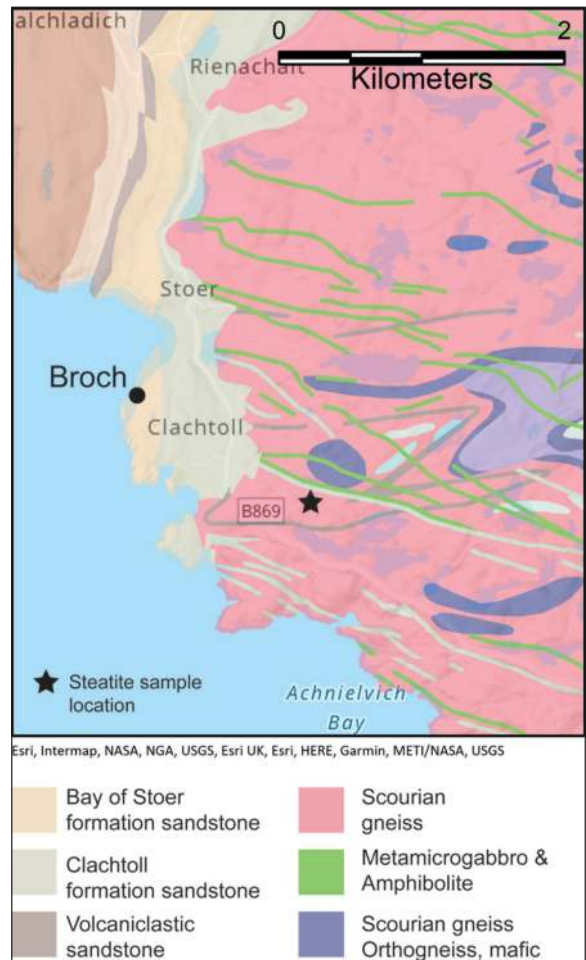 alchladich
Rienachait
0 2
Kilometers
Stoer
Broch
Clachtoll
B869
Steatite sample
location
Achnielvich
Bay
Esri, Intermap, NASA, NGA, USGS, Esri UK, Esri, HERE, Garmin, METI/NASA, USGS
Bay of Stoer
formation sandstone
Scourian
gneiss
Clachtoll
formation sandstone
Metamicrogabbro &
Amphibolite
Volcaniclastic
sandstone
Scourian gneiss
Orthogneiss, mafic